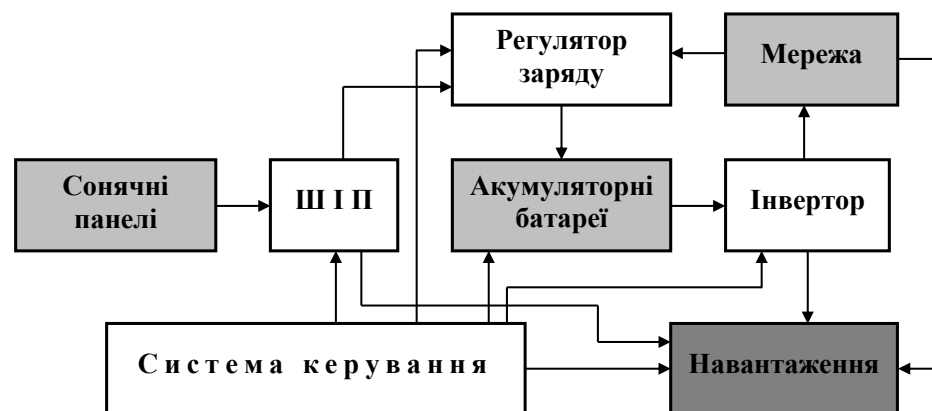 Регулятор
заряду
Мережа
Сонячні
панелі
Ш І П
Акумуляторні
батареї
Інвертор
Система керування
Навантаження